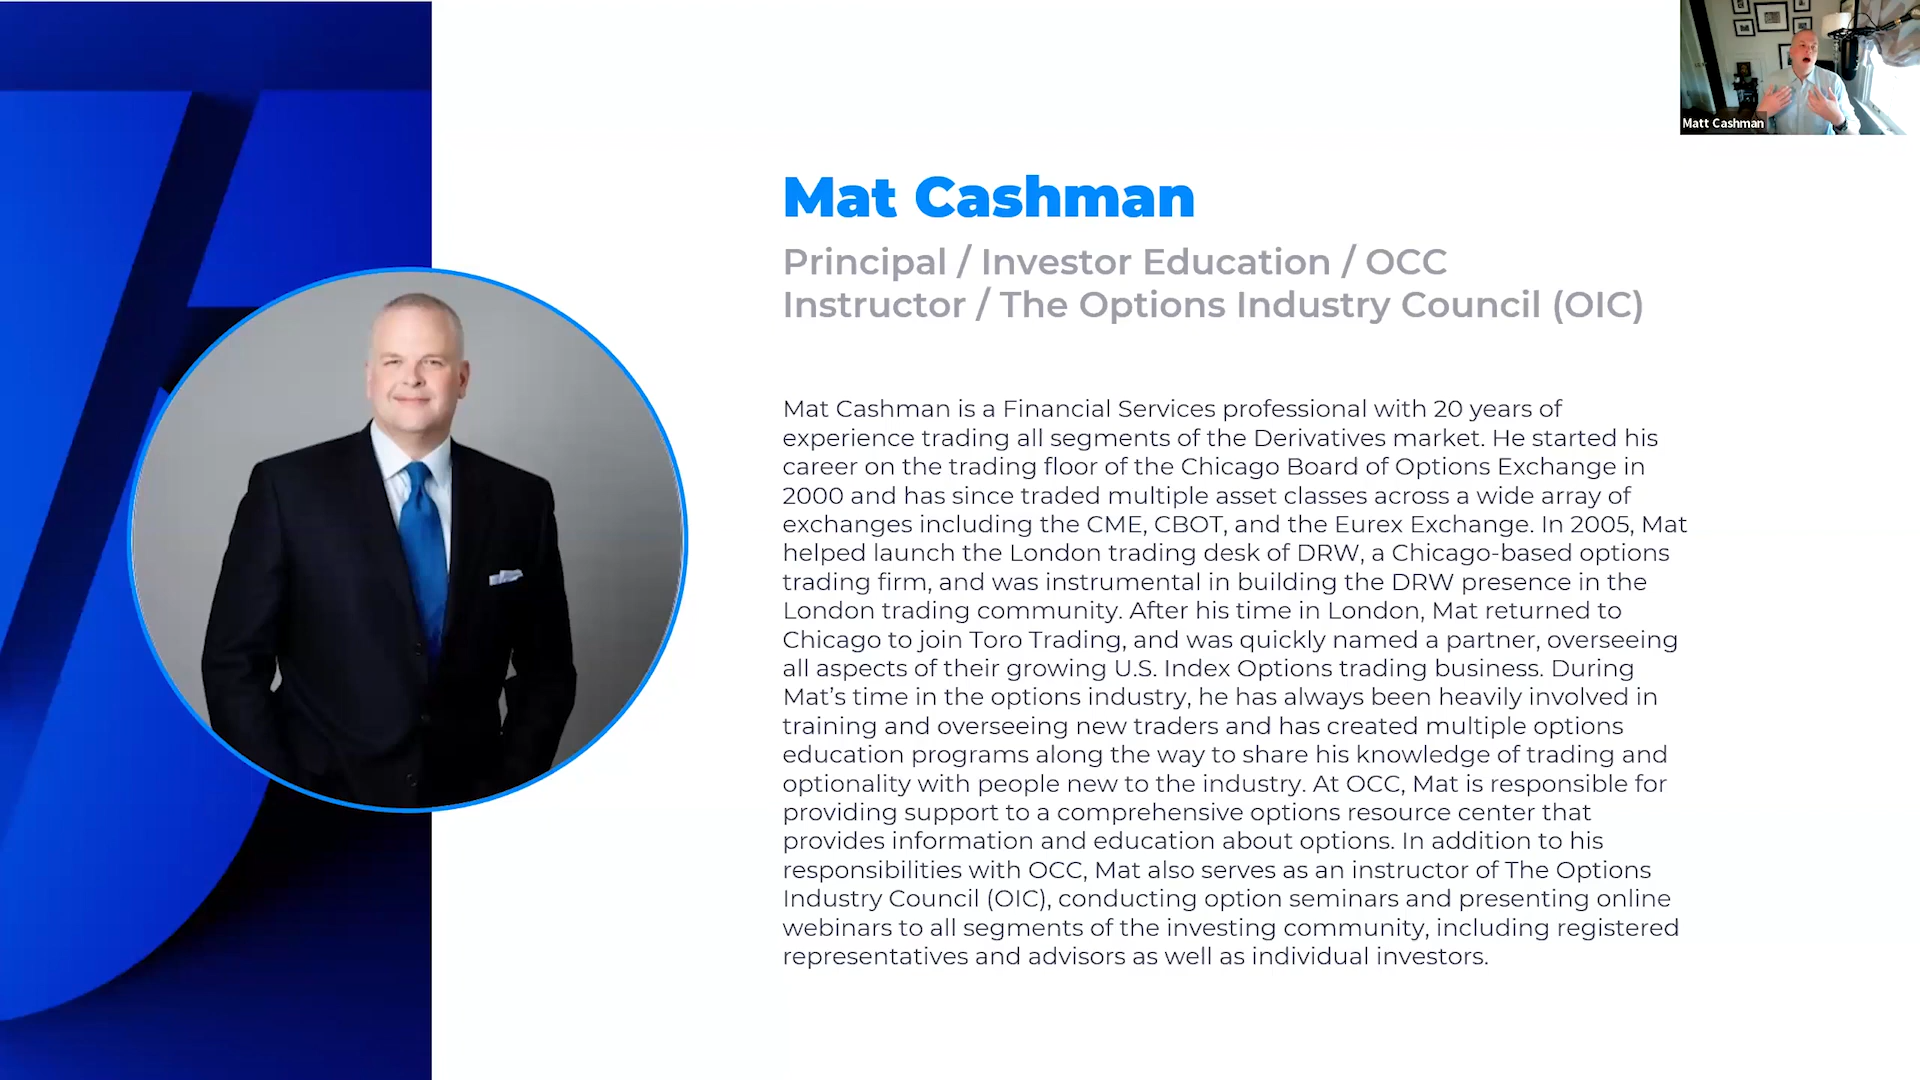 Matt Cashman
Mat Cashman
Principal / Investor Education / OCC
Instructor / The Options Industry Council (OIC)
Mat Cashman is a Financial Services professional with 20 years of
experience trading all segments of the Derivatives market. He started his
career on the trading floor of the Chicago Board of Options Exchange in
2000 and has since traded multiple asset classes across a wide array of
exchanges including the CME, CBOT, and the Eurex Exchange. In 2005, Mat
helped launch the London trading desk of DRW, a Chicago-based options
trading firm, and was instrumental in building the DRW presence in the
London trading community. After his time in London, Mat returned to
Chicago to join Toro Trading, and was quickly named a partner, overseeing
all aspects of their growing U.S. Index Options trading business. During
Mat’s time in the options industry, he has always been heavily involved in
training and overseeing new traders and has created multiple options
education programs along the way to share his knowledge of trading and
optionality with people new to the industry. At OCC, Mat is responsible for
providing support to a comprehensive options resource center that
provides information and education about options. In addition to his
responsibilities with OCC, Mat also serves as an instructor of The Options
Industry Council (OIC), conducting option seminars and presenting online
webinars to all segments of the investing community, including registered
representatives and advisors as well as individual investors.